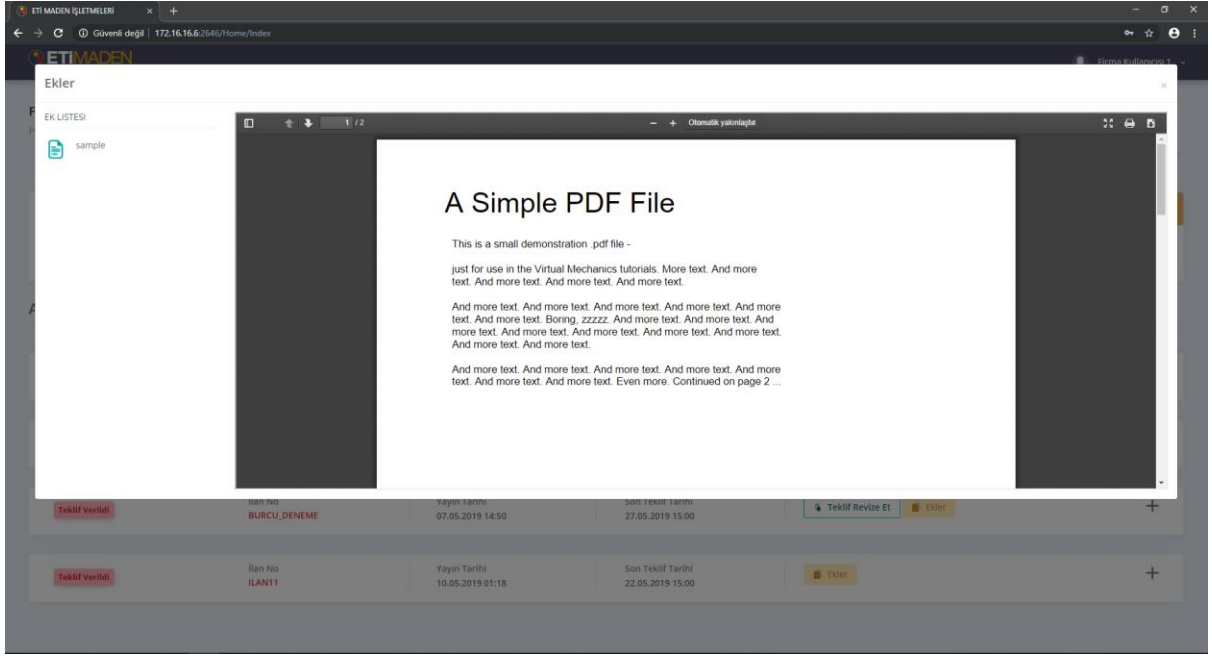 ETİ MADEN İŞLETMELERİ
Güvenli değil | 172.16.16.6:2646/Home/Index
ETİMADEN
Firma Kullanıcısı 1
Ekler
EK LİSTESİ
sample
1 / 2
Otomatik yakınlaştır
A Simple PDF File
This is a small demonstration .pdf file -
just for use in the Virtual Mechanics tutorials. More text. And more
text. And more text. And more text. And more text.
And more text. And more text. And more text. And more text. And more
text. And more text. Boring, zzzzz. And more text. And more text. And
more text. And more text. And more text. And more text. And more text.
And more text. And more text.
And more text. And more text. And more text. And more text. And more
text. And more text. And more text. Even more. Continued on page 2 ...
Teklif Verildi
İlan No
BURCU_DENEME
Yayın Tarihi
07.05.2019 14:50
Son Teklif Tarihi
27.05.2019 15:00
Teklif Revize Et
Ekler
Teklif Verildi
İlan No
ILAN11
Yayın Tarihi
10.05.2019 01:18
Son Teklif Tarihi
22.05.2019 15:00
Ekler